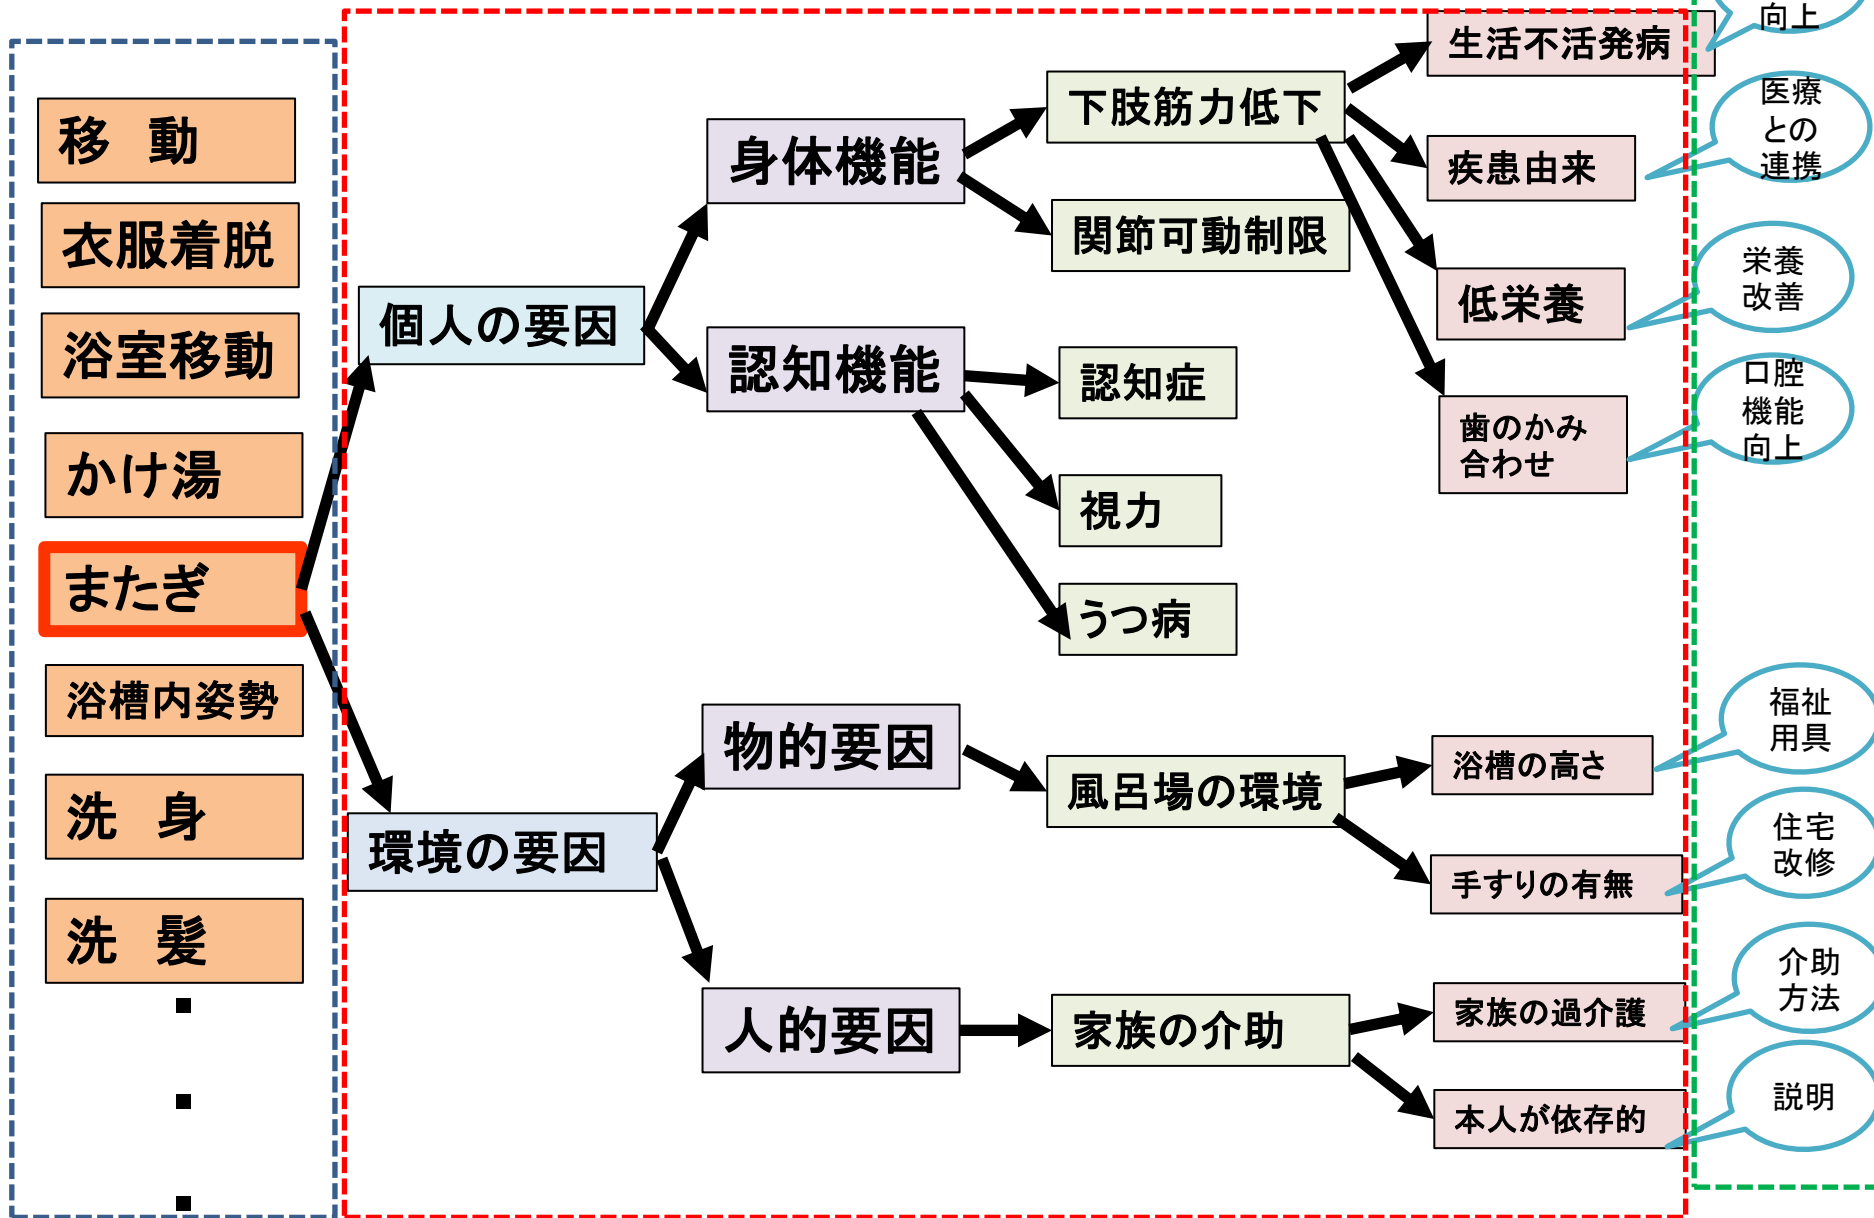 移　動
衣服着脱
浴室移動
かけ湯
またぎ
浴槽内姿勢
洗　身
洗　髪
個人の要因
環境の要因
身体機能
認知機能
物的要因
人的要因
下肢筋力低下
関節可動制限
認知症
視力
うつ病
風呂場の環境
家族の介助
生活不活発病
疾患由来
低栄養
歯のかみ
合わせ
浴槽の高さ
手すりの有無
家族の過介護
本人が依存的
向上
医療
との
連携
栄養
改善
口腔
機能
向上
福祉
用具
住宅
改修
介助
方法
説明